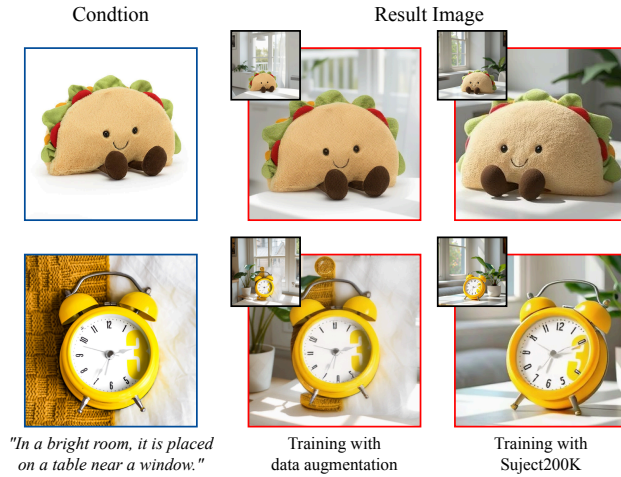 Condtion
Result Image
"In a bright room, it is placed
on a table near a window."
Training with
data augmentation
Training with
Suject200K